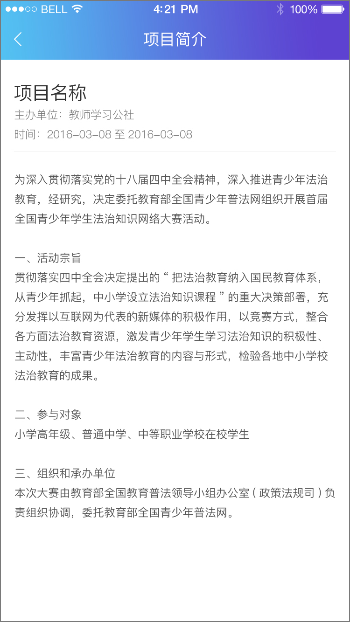 BELL 4:21 PM 100%
项目简介
项目名称
主办单位：教师学习公社
时间：2016-03-08 至 2016-03-08
为深入贯彻落实党的十八届四中全会精神，深入推进青少年法治
教育，经研究，决定委托教育部全国青少年普法网组织开展首届
全国青少年学生法治知识网络大赛活动。
一、活动宗旨
贯彻落实四中全会决定提出的“把法治教育纳入国民教育体系，
从青少年抓起，中小学设立法治知识课程”的重大决策部署，充
分发挥以互联网为代表的新媒体的积极作用，以竞赛方式，整合
各方面法治教育资源，激发青少年学生学习法治知识的积极性、
主动性，丰富青少年法治教育的内容与形式，检验各地中小学校
法治教育的成果。
二、参与对象
小学高年级、普通中学、中等职业学校在校学生
三、组织和承办单位
本次大赛由教育部全国教育普法领导小组办公室（政策法规司）负
责组织协调，委托教育部全国青少年普法网。